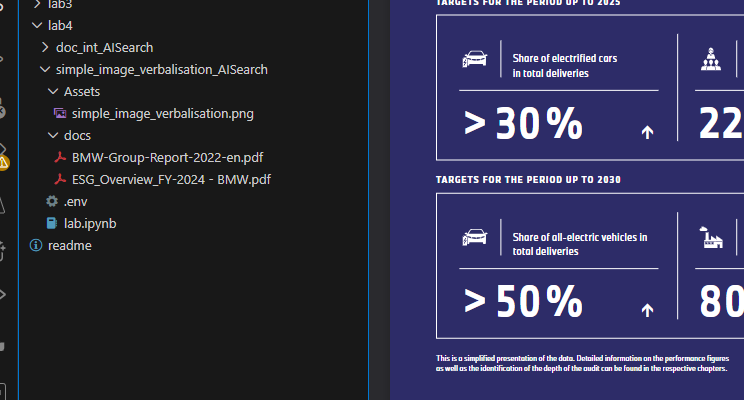 lab3
lab4
doc_int_AISearch
simple_image_verbalisation_AISearch
Assets
simple_image_verbalisation.png
docs
BMW-Group-Report-2022-en.pdf
ESG_Overview_FY-2024 - BMW.pdf
.env
lab.ipynb
readme
TARGETS FOR THE PERIOD UP TO 2025
Share of electrified cars
in total deliveries
> 30 %
22
TARGETS FOR THE PERIOD UP TO 2030
Share of all-electric vehicles in
total deliveries
> 50 %
80
This is a simplified presentation of the data. Detailed information on the performance figures
as well as the identification of the depth of the audit can be found in the respective chapters.